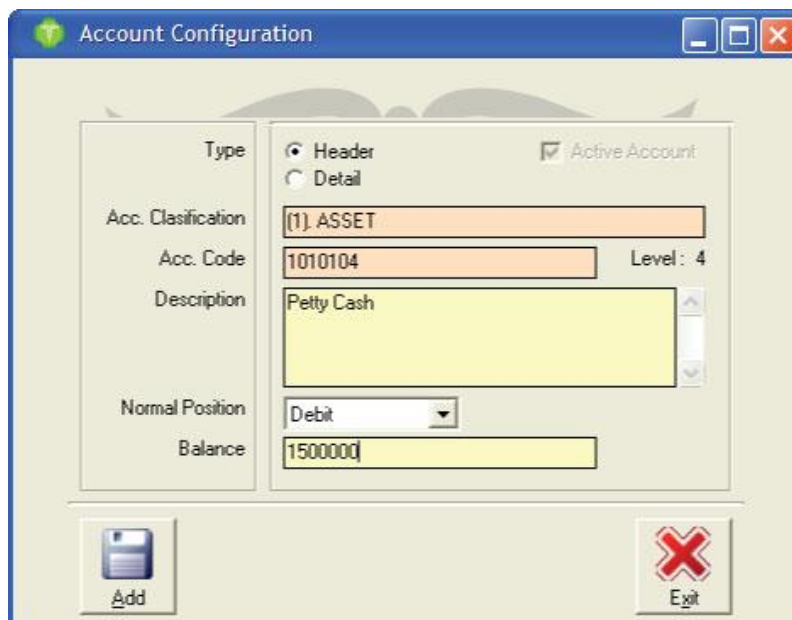 Account Configuration
Type
Header
Active Account
Detail
Acc. Clasification
(1). ASSET
Acc. Code
1010104
Level : 4
Description
Petty Cash
Normal Position
Debit
Balance
1500000
Add
Exit